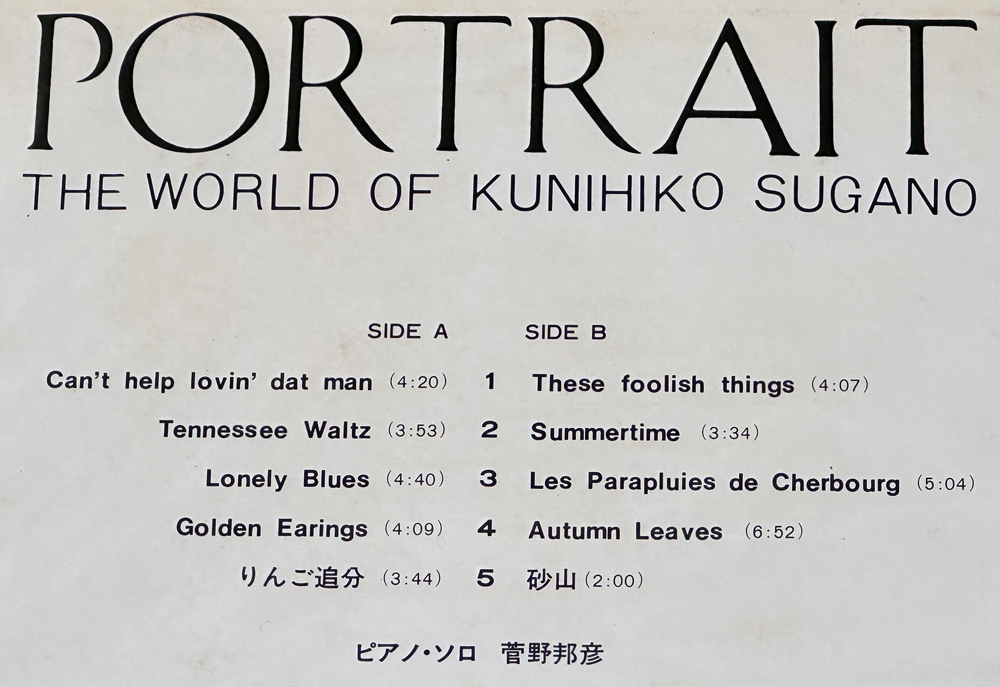 PORTRAIT
THE WORLD OF KUNIHIKO SUGANO
SIDE A SIDE B
Can't help lovin' dat man (4:20) 1 These foolish things (4:07)
Tennessee Waltz (3:53) 2 Summertime (3:34)
Lonely Blues (4:40) 3 Les Parapluies de Cherbourg (5:04)
Golden Earings (4:09) 4 Autumn Leaves (6:52)
りんご追分 (3:44) 5 砂山 (2:00)
ピアノ・ソロ 菅野邦彦